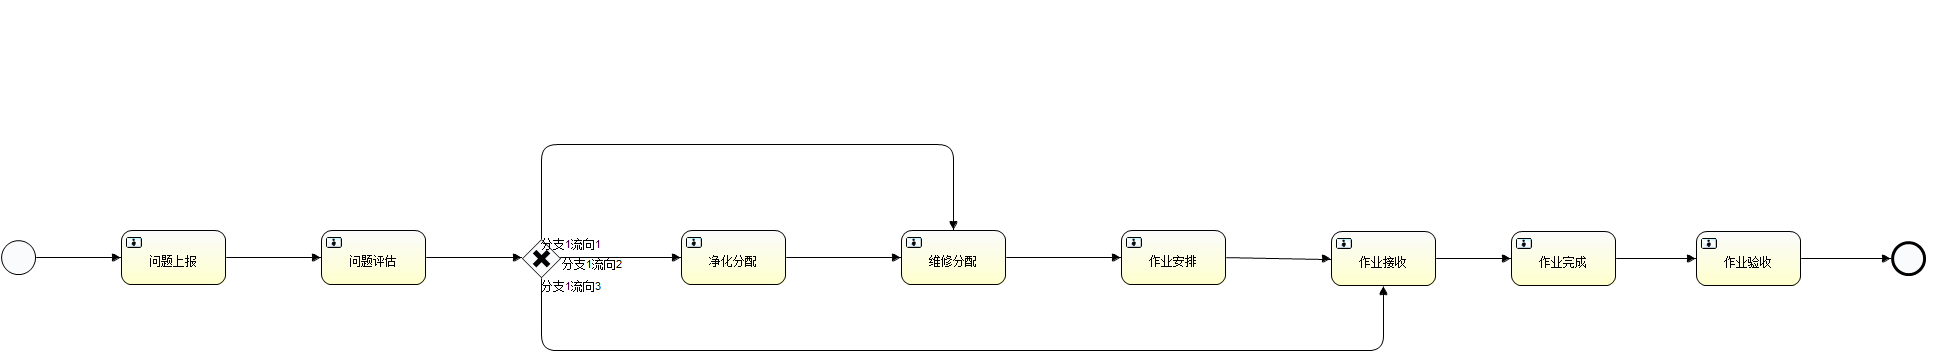 分支1流向1
问题上报
问题评估
分支1流向2
净化分配
维修分配
作业安排
作业接收
作业完成
作业验收
分支1流向3